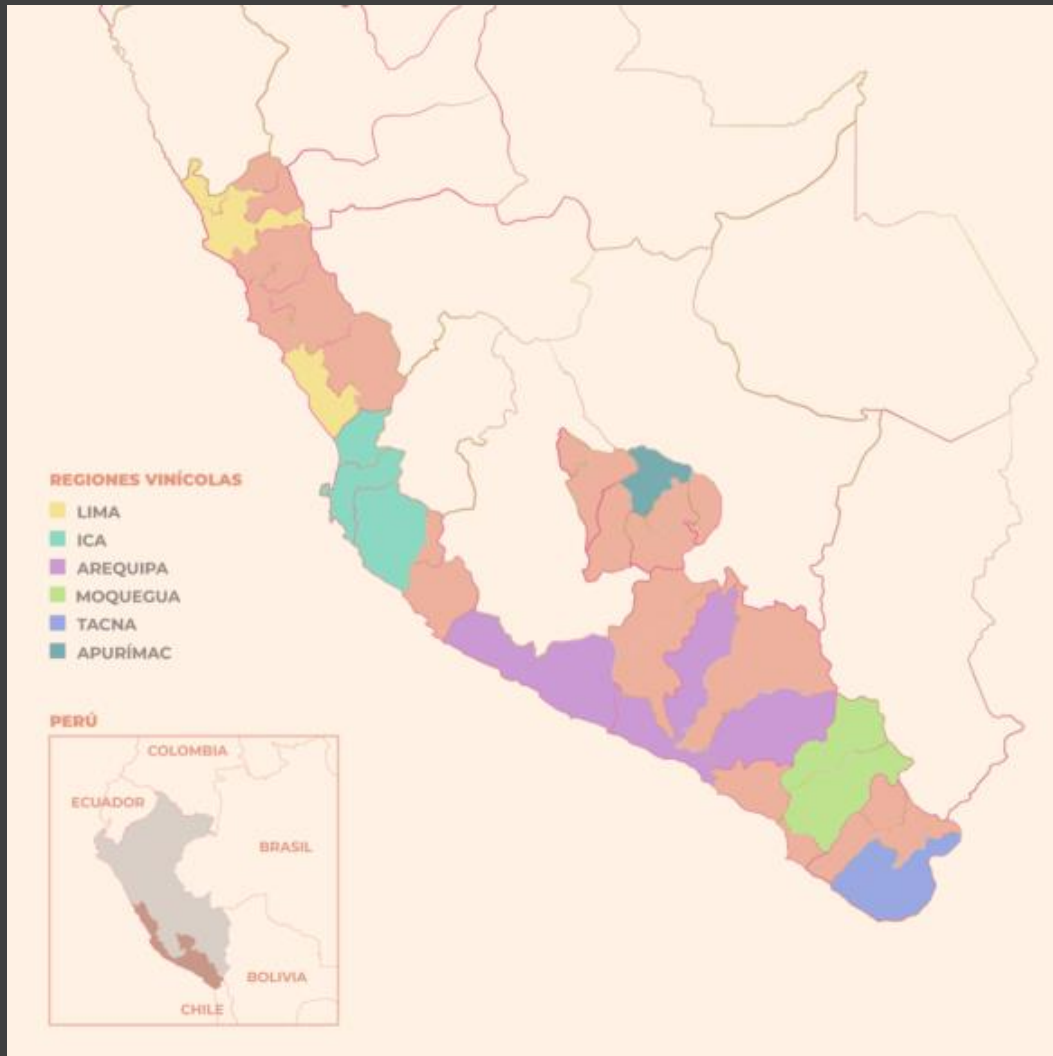 REGIONES VINÍCOLAS
LIMA
ICA
AREQUIPA
MOQUEGUA
TACNA
APURÍMAC
PERÚ
COLOMBIA
ECUADOR
BRASIL
BOLIVIA
CHILE